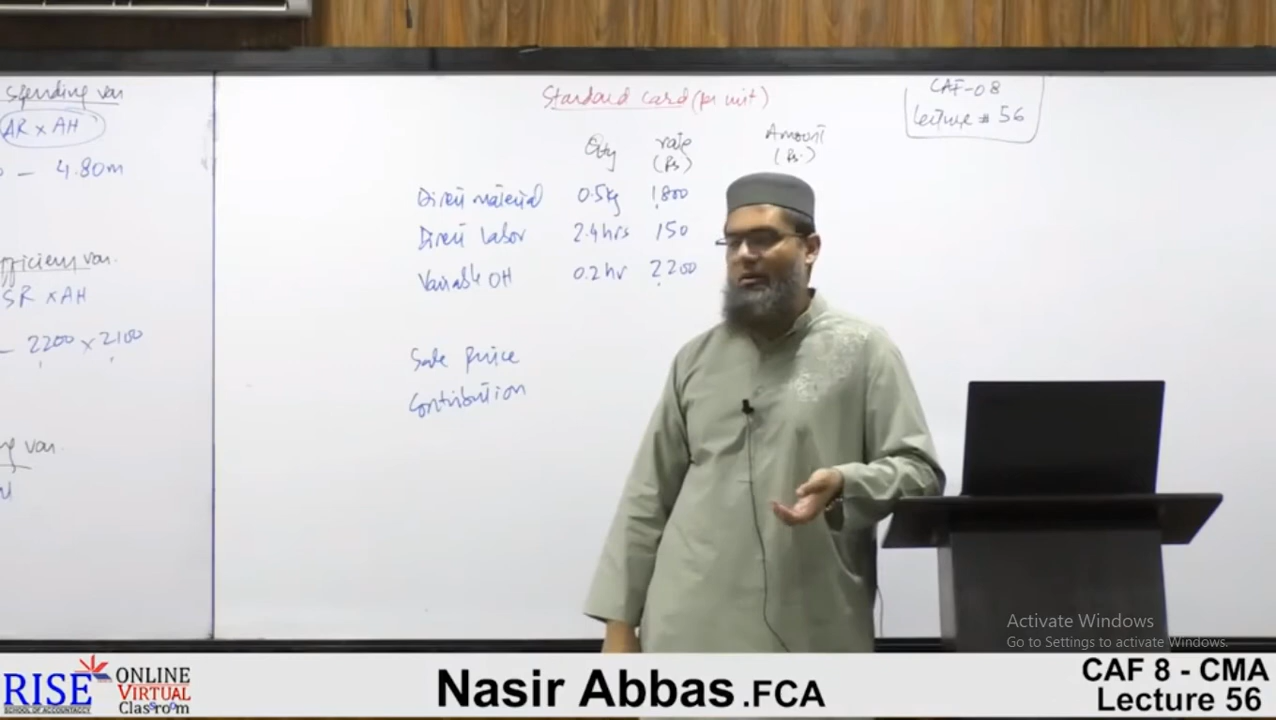 Spending var
AR x AH
- 4.80m
fficiency var.
SR x AH
- 2200 x 2100
g var.
Standard card (per unit)
Qty rate (Rs) Amount (Rs.)
Direct material 0.5kg 1800
Direct labor 2.4hrs 150
Variable OH 0.2hr 2200
Sale price
Contribution
CAF-08
Lecture # 56
Activate Windows
Go to Settings to activate Windows.
RISE
SCHOOL OF ACCOUNTANCY
ONLINE
VIRTUAL
Classroom
Nasir Abbas .FCA
CAF 8 - CMA
Lecture 56